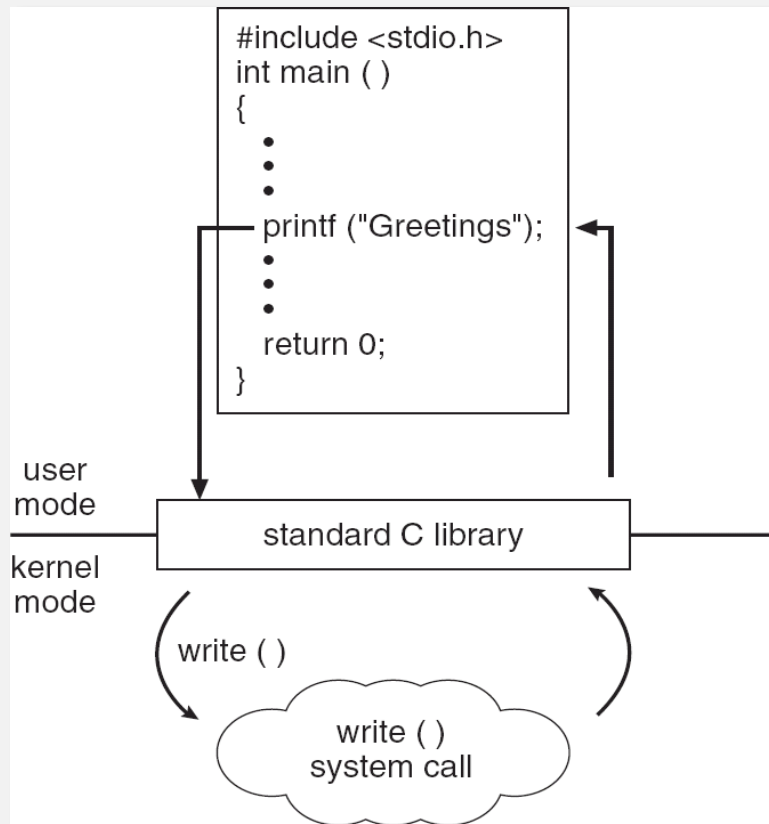 #include <stdio.h>
int main ( )
{
•
•
•
printf ("Greetings");
•
•
•
return 0;
}
user
mode
standard C library
kernel
mode
write ( )
write ( )
system call